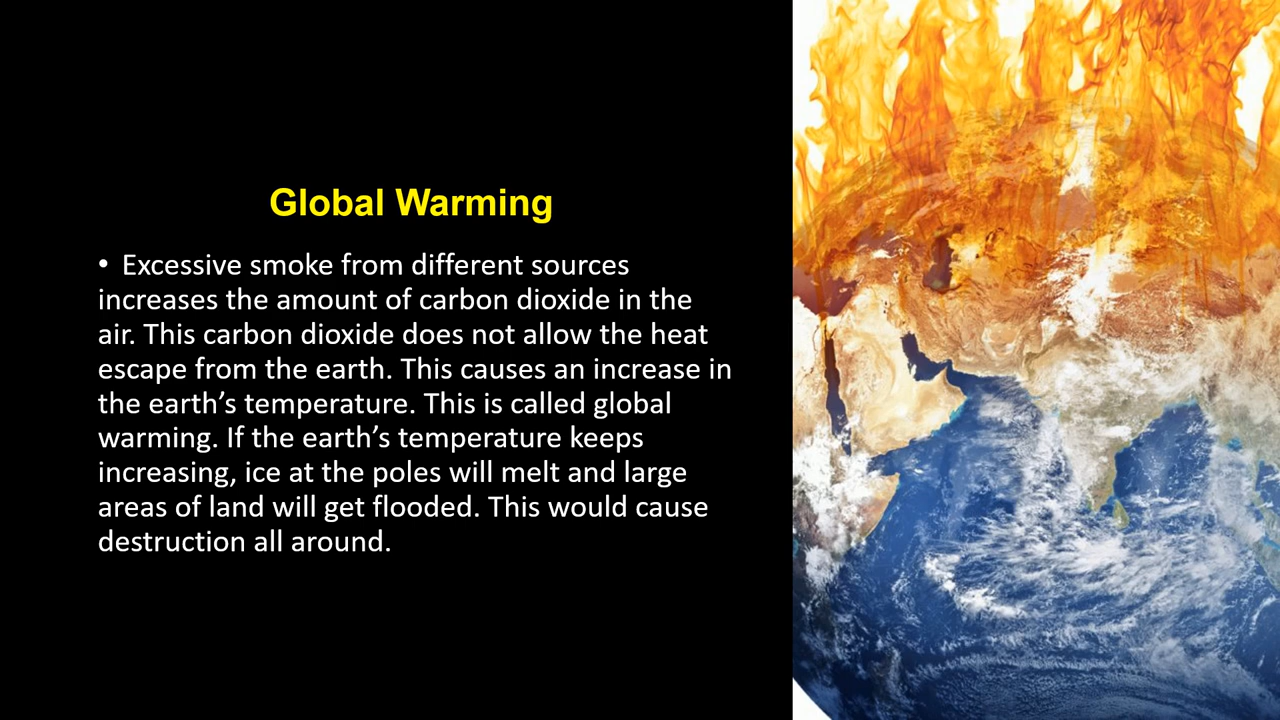 Global Warming
• Excessive smoke from different sources
increases the amount of carbon dioxide in the
air. This carbon dioxide does not allow the heat
escape from the earth. This causes an increase in
the earth’s temperature. This is called global
warming. If the earth’s temperature keeps
increasing, ice at the poles will melt and large
areas of land will get flooded. This would cause
destruction all around.